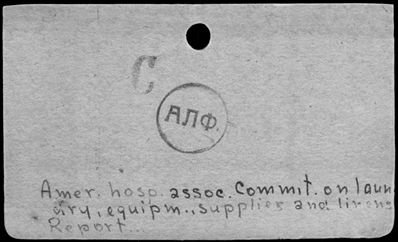 C
АЛФ.
Amer. hosp. assoc. Commit. on laun
dry, equipm., supplies and linens
Report...